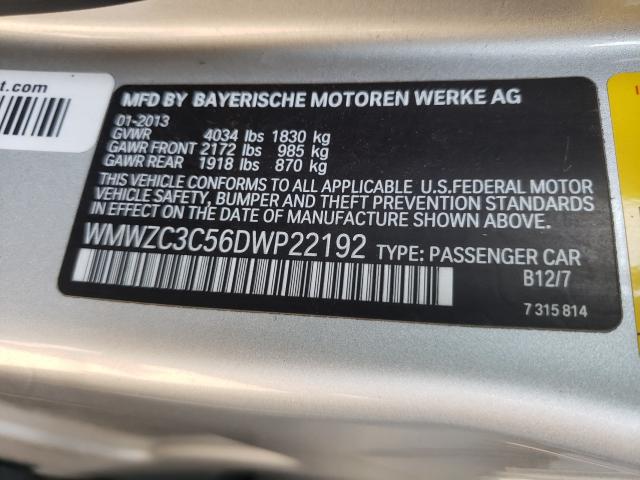 t.com
MFD BY BAYERISCHE MOTOREN WERKE AG
01-2013
GVWR 4034 lbs 1830 kg
GAWR FRONT 2172 lbs 985 kg
GAWR REAR 1918 lbs 870 kg
THIS VEHICLE CONFORMS TO ALL APPLICABLE U.S.FEDERAL MOTOR
VEHICLE SAFETY, BUMPER AND THEFT PREVENTION STANDARDS
IN EFFECT ON THE DATE OF MANUFACTURE SHOWN ABOVE.
WMWZC3C56DWP22192 TYPE: PASSENGER CAR
B12/7
7 315 814